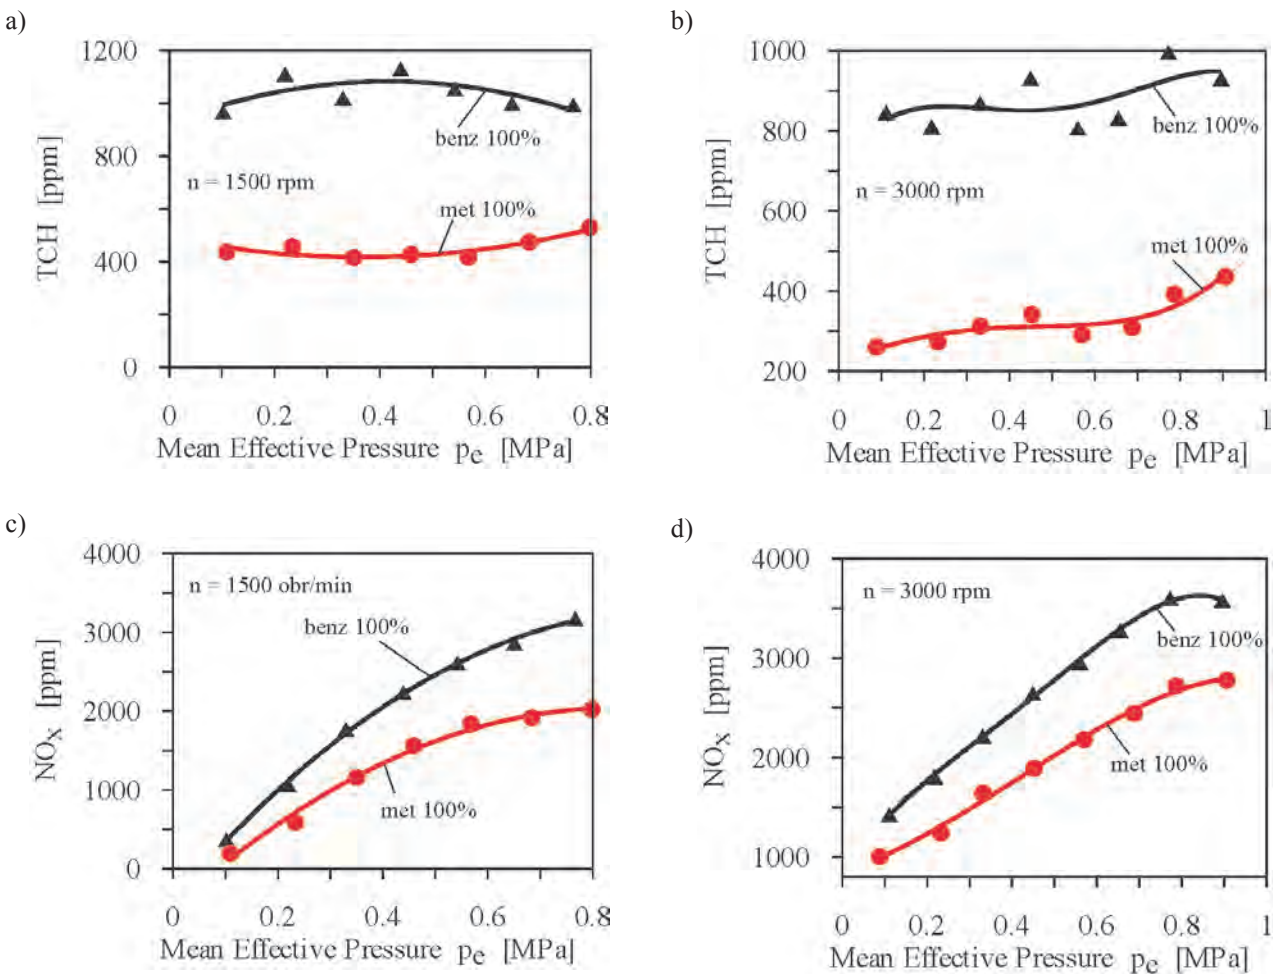 a)
1200
800
400
0
TCH [ppm]
benz 100%
n = 1500 rpm
met 100%
0 0.2 0.4 0.6 0.8
Mean Effective Pressure pe [MPa]
b)
1000
800
600
400
200
TCH [ppm]
benz 100%
n = 3000 rpm
met 100%
0 0.2 0.4 0.6 0.8 1
Mean Effective Pressure pe [MPa]
c)
4000
3000
2000
1000
0
NOx [ppm]
n = 1500 obr/min
benz 100%
met 100%
0 0.2 0.4 0.6 0.8
Mean Effective Pressure pe [MPa]
d)
4000
3000
2000
1000
NOx [ppm]
n = 3000 rpm
benz 100%
met 100%
0 0.2 0.4 0.6 0.8 1
Mean Effective Pressure pe [MPa]